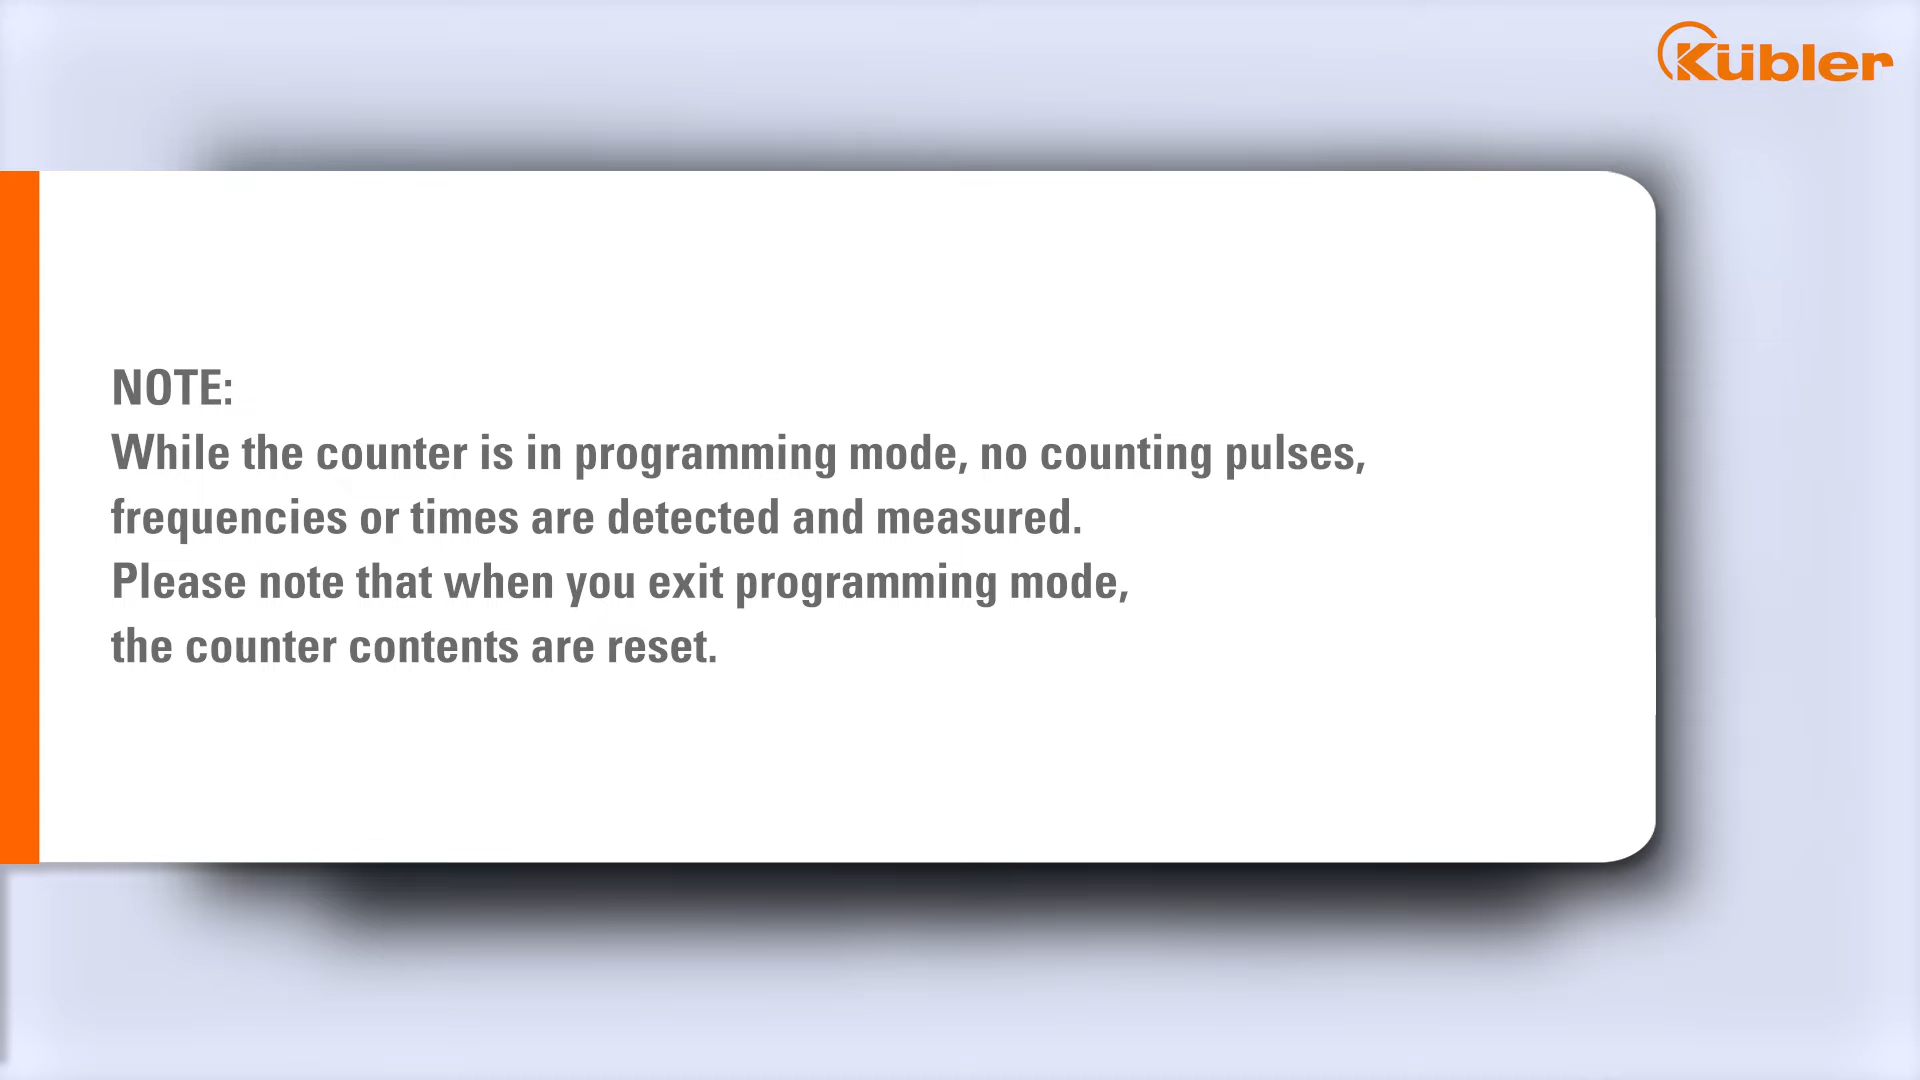 Kübler
NOTE:
While the counter is in programming mode, no counting pulses,
frequencies or times are detected and measured.
Please note that when you exit programming mode,
the counter contents are reset.